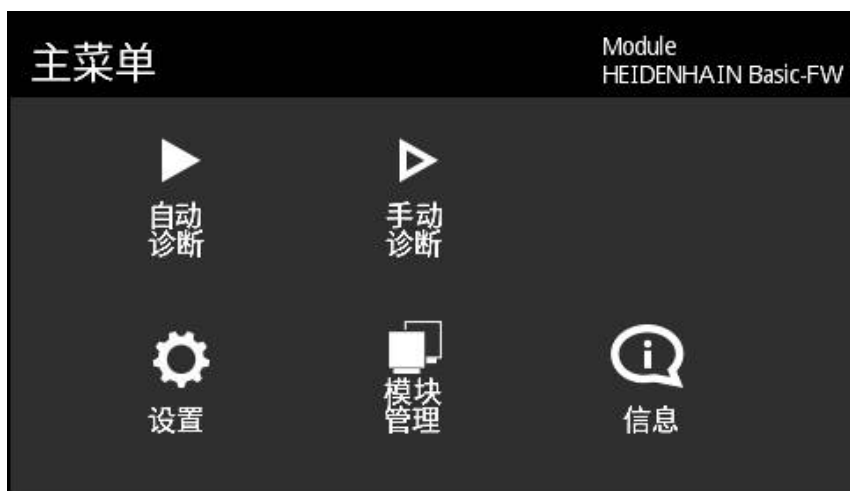 主菜单
Module
HEIDENHAIN Basic-FW
自动
诊断
手动
诊断
设置
模块
管理
信息